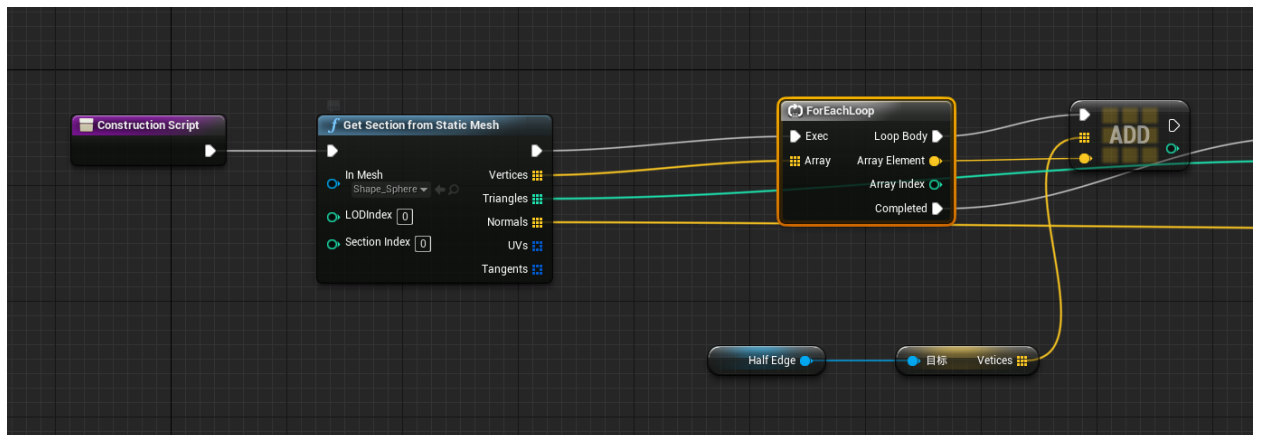 Construction Script
Get Section from Static Mesh
In Mesh
Shape_Sphere
LODIndex 0
Section Index 0
Vertices
Triangles
Normals
UVs
Tangents
ForEachLoop
Exec
Array
Loop Body
Array Element
Array Index
Completed
ADD
Half Edge
目标 Vetices